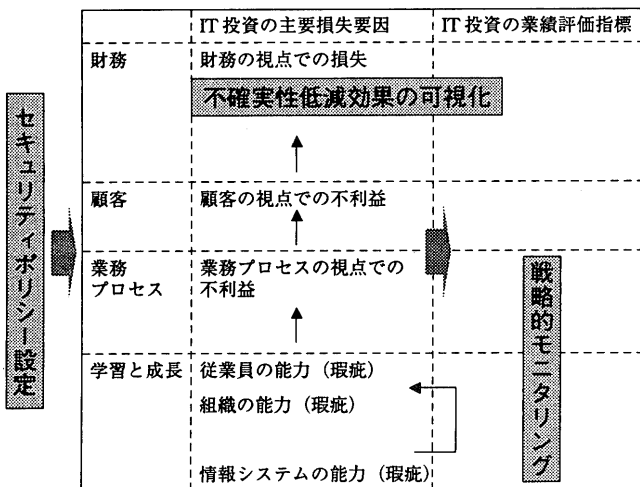 IT投資の主要損失要因
IT投資の業績評価指標
財務
財務の視点での損失
不確実性低減効果の可視化
セキュリティポリシー設定
顧客
顧客の視点での不利益
業務
プロセス
業務プロセスの視点での
不利益
戦略的モニタリング
学習と成長
従業員の能力（瑕疵）
組織の能力（瑕疵）
情報システムの能力（瑕疵）